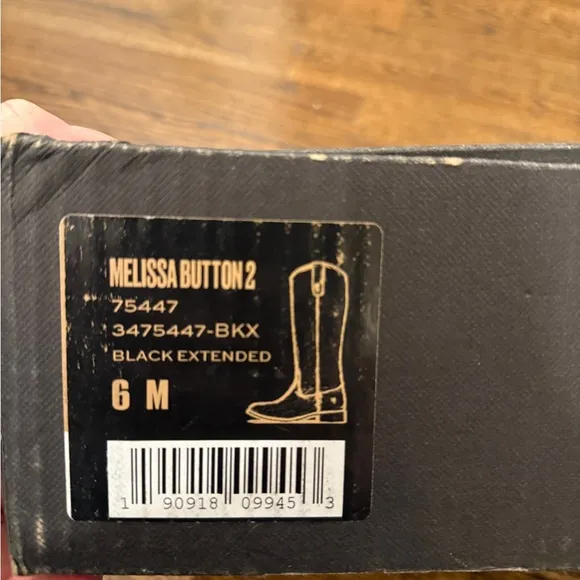 MELISSA BUTTON 2
75447
3475447-BKX
BLACK EXTENDED
6 M
1 90918 09945 3